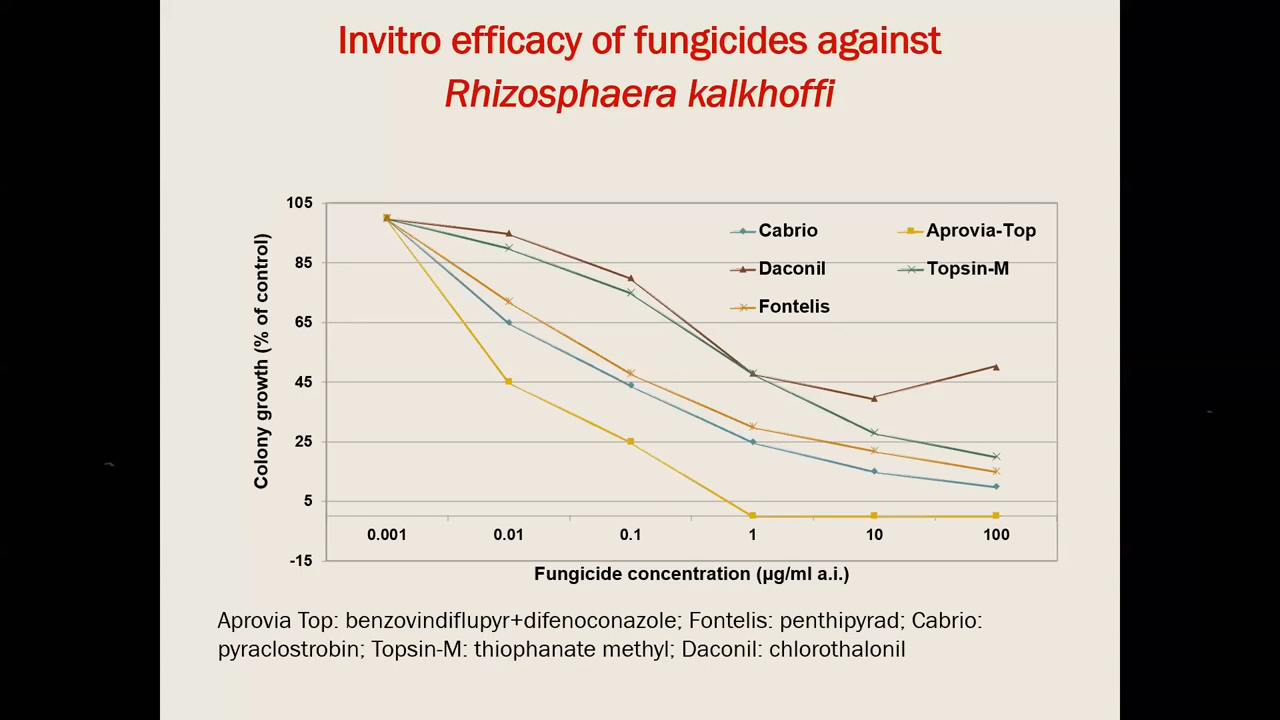 Invitro efficacy of fungicides against
Rhizosphaera kalkhoffi
105
85
65
45
25
5
-15
Colony growth (% of control)
Cabrio
Aprovia-Top
Daconil
Topsin-M
Fontelis
0.001
0.01
0.1
1
10
100
Fungicide concentration (µg/ml a.i.)
Aprovia Top: benzovindiflupyr+difenoconazole; Fontelis: penthipyrad; Cabrio:
pyraclostrobin; Topsin-M: thiophanate methyl; Daconil: chlorothalonil